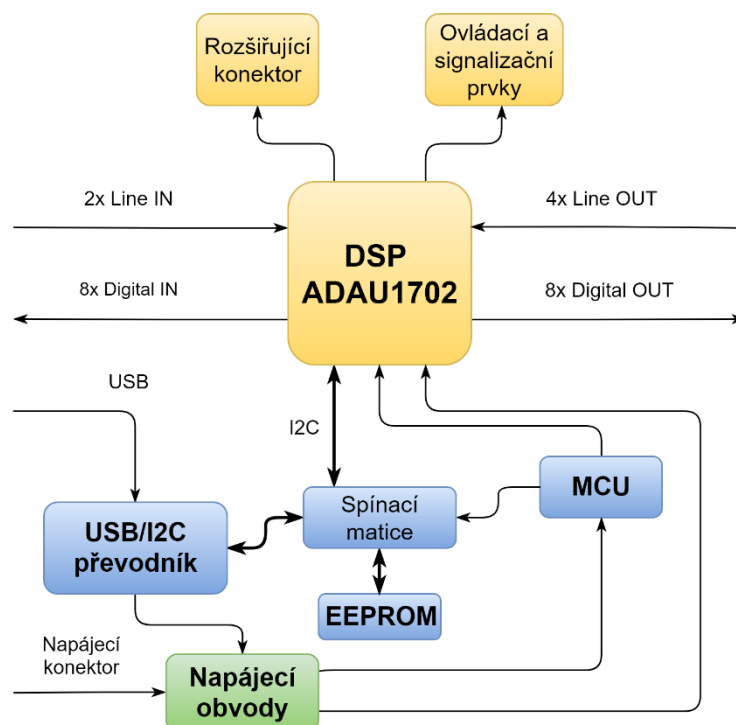 Rozšiřující
konektor
Ovládací a
signalizační
prvky
2x Line IN
4x Line OUT
DSP
ADAU1702
8x Digital IN
8x Digital OUT
USB
I2C
MCU
Spínací
matice
USB/I2C
převodník
EEPROM
Napájecí
konektor
Napájecí
obvody